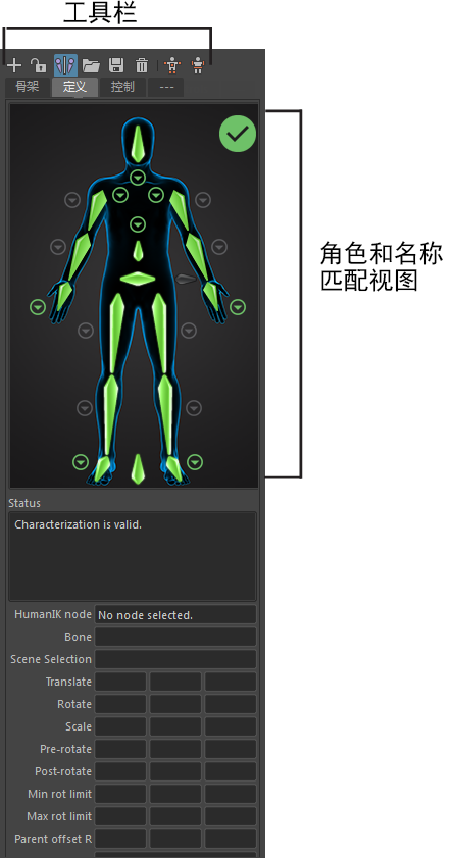 工具栏
骨架 定义 控制 ---
角色和名称
匹配视图
Status
Characterization is valid.
HumanIK node No node selected.
Bone
Scene Selection
Translate
Rotate
Scale
Pre-rotate
Post-rotate
Min rot limit
Max rot limit
Parent offset R